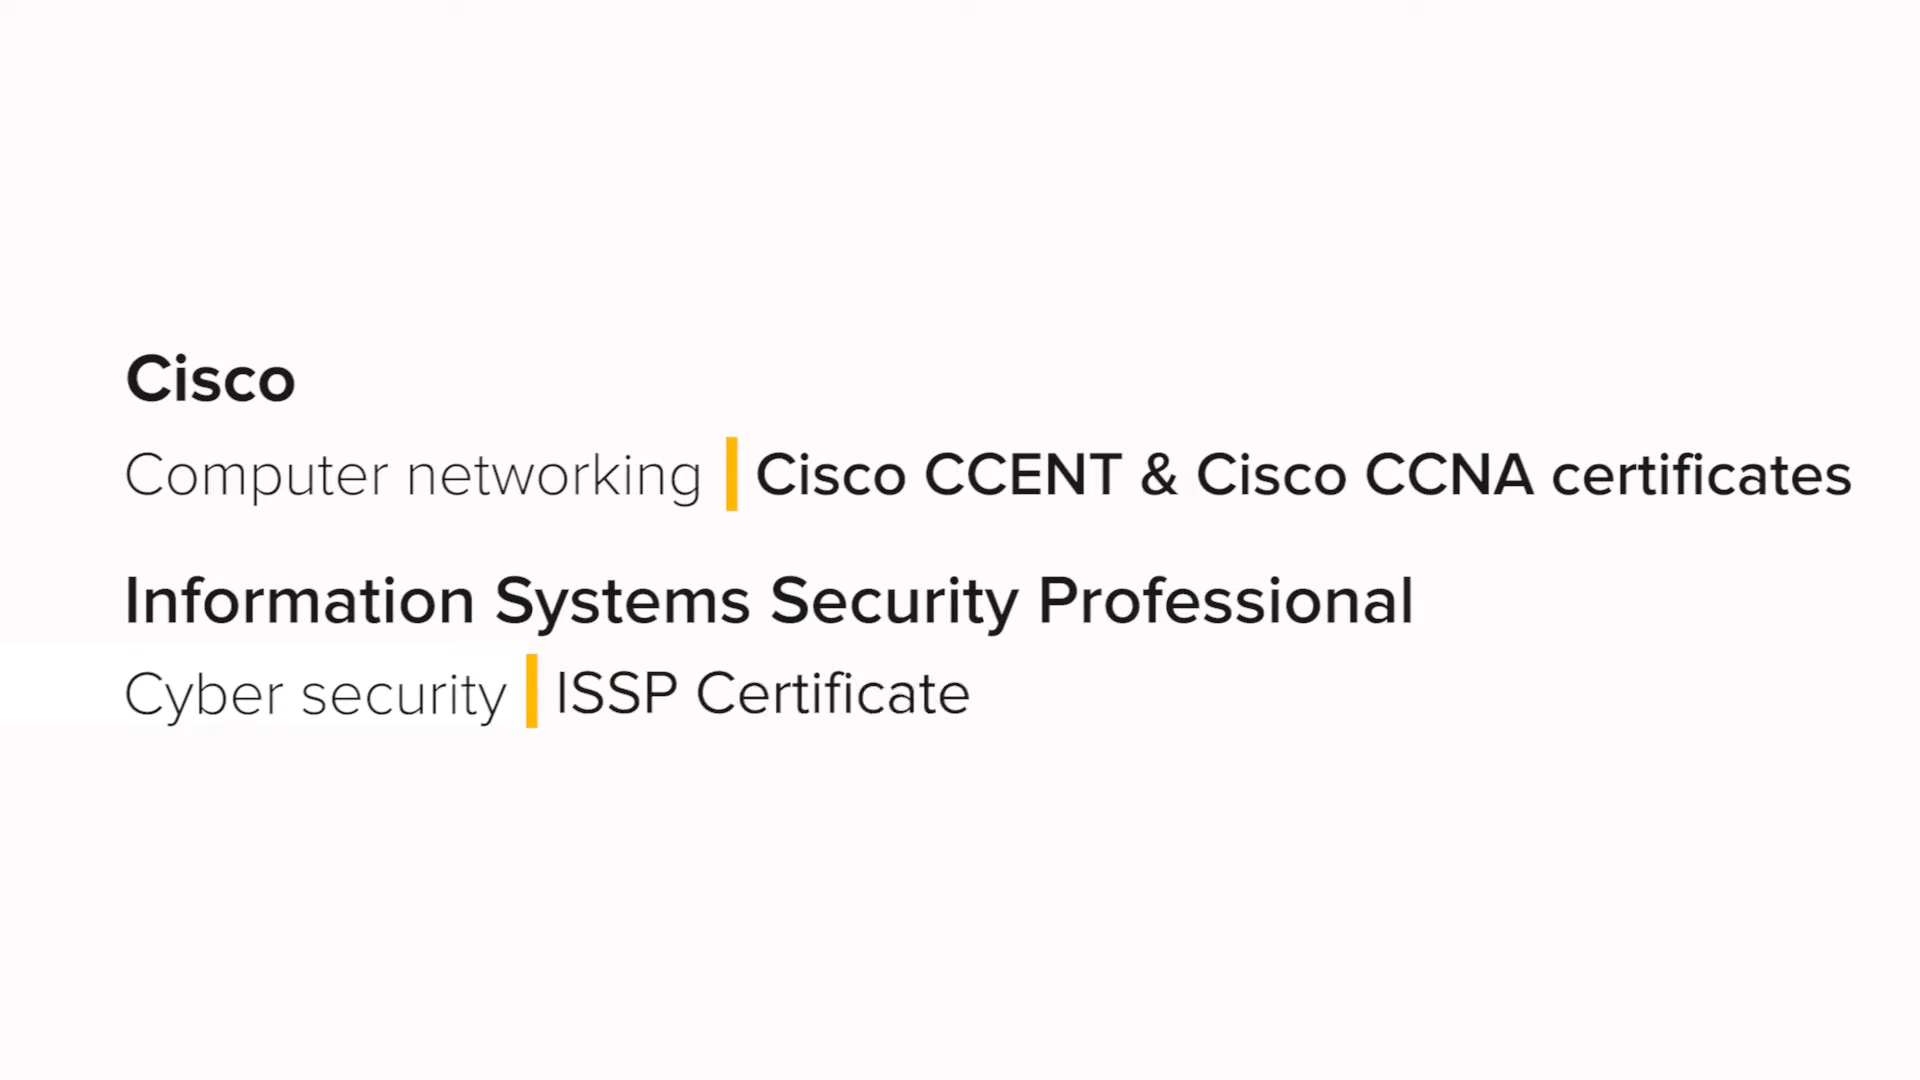 Cisco
Computer networking | Cisco CCENT & Cisco CCNA certificates
Information Systems Security Professional
Cyber security | ISSP Certificate